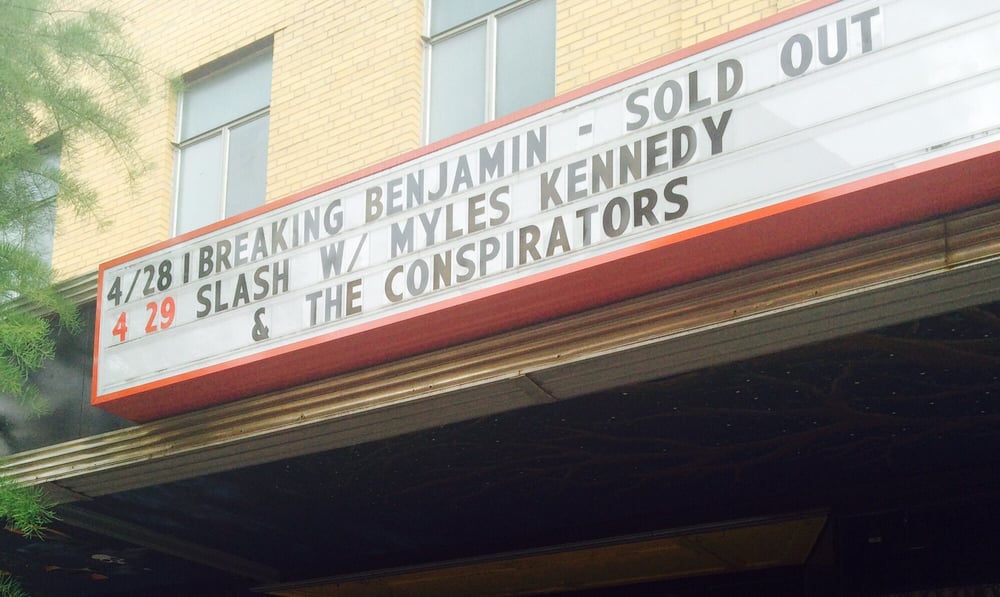 4/28 | BREAKING BENJAMIN - SOLD OUT
4 29 SLASH W/ MYLES KENNEDY
& THE CONSPIRATORS